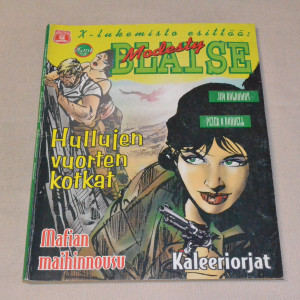 X-lukemisto esittää:
Modesty
BLAISE
JIM HOLDAWAY
PETER O'DONNELL
Hullujen
vuorten
kotkat
Mafian
maihinnousu
Kaleeriorjat